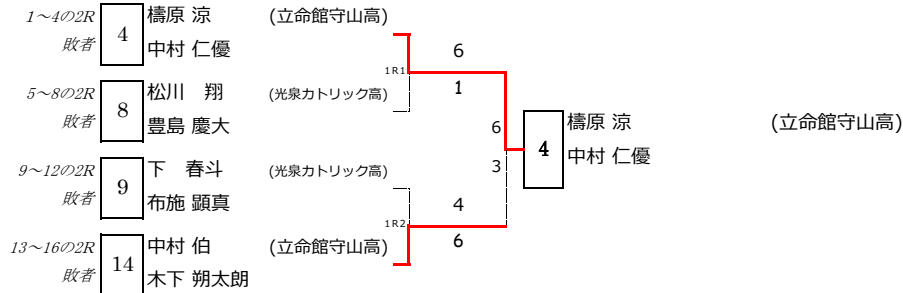 1～4の2R
敗者
4
檮原 涼
(立命館守山高)
中村 仁優
5～8の2R
敗者
8
松川　翔
(光泉カトリック高)
豊島 慶大
9～12の2R
敗者
9
下　春斗
(光泉カトリック高)
布施 顕真
13～16の2R
敗者
14
中村 伯
(立命館守山高)
木下 朔太朗
1R1
6
1
1R2
4
6
6
3
4
檮原 涼
(立命館守山高)
中村 仁優